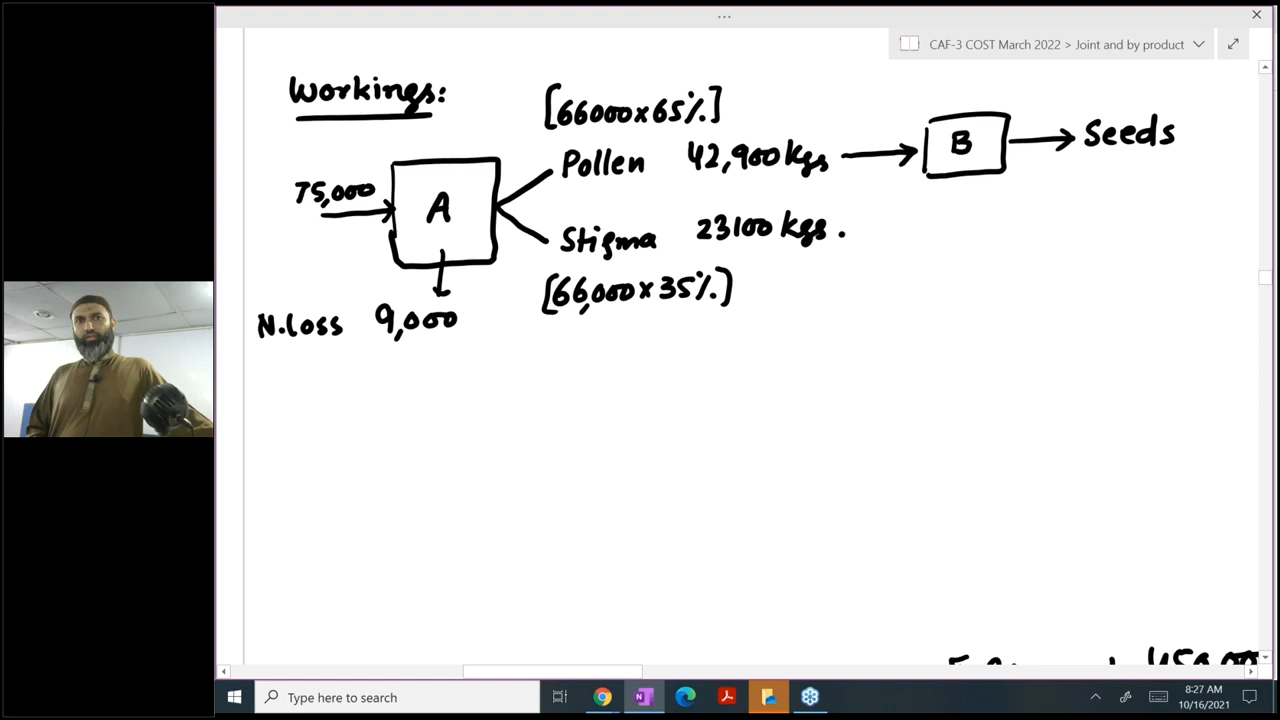 CAF-3 COST March 2022 > Joint and by product
Workings:
[66000x65%.]
Pollen 42,900 kgs
B
Seeds
75,000
A
Stigma 23100 kgs.
[66,000x35%.]
N.loss 9,000
Type here to search
8:27 AM
10/16/2021